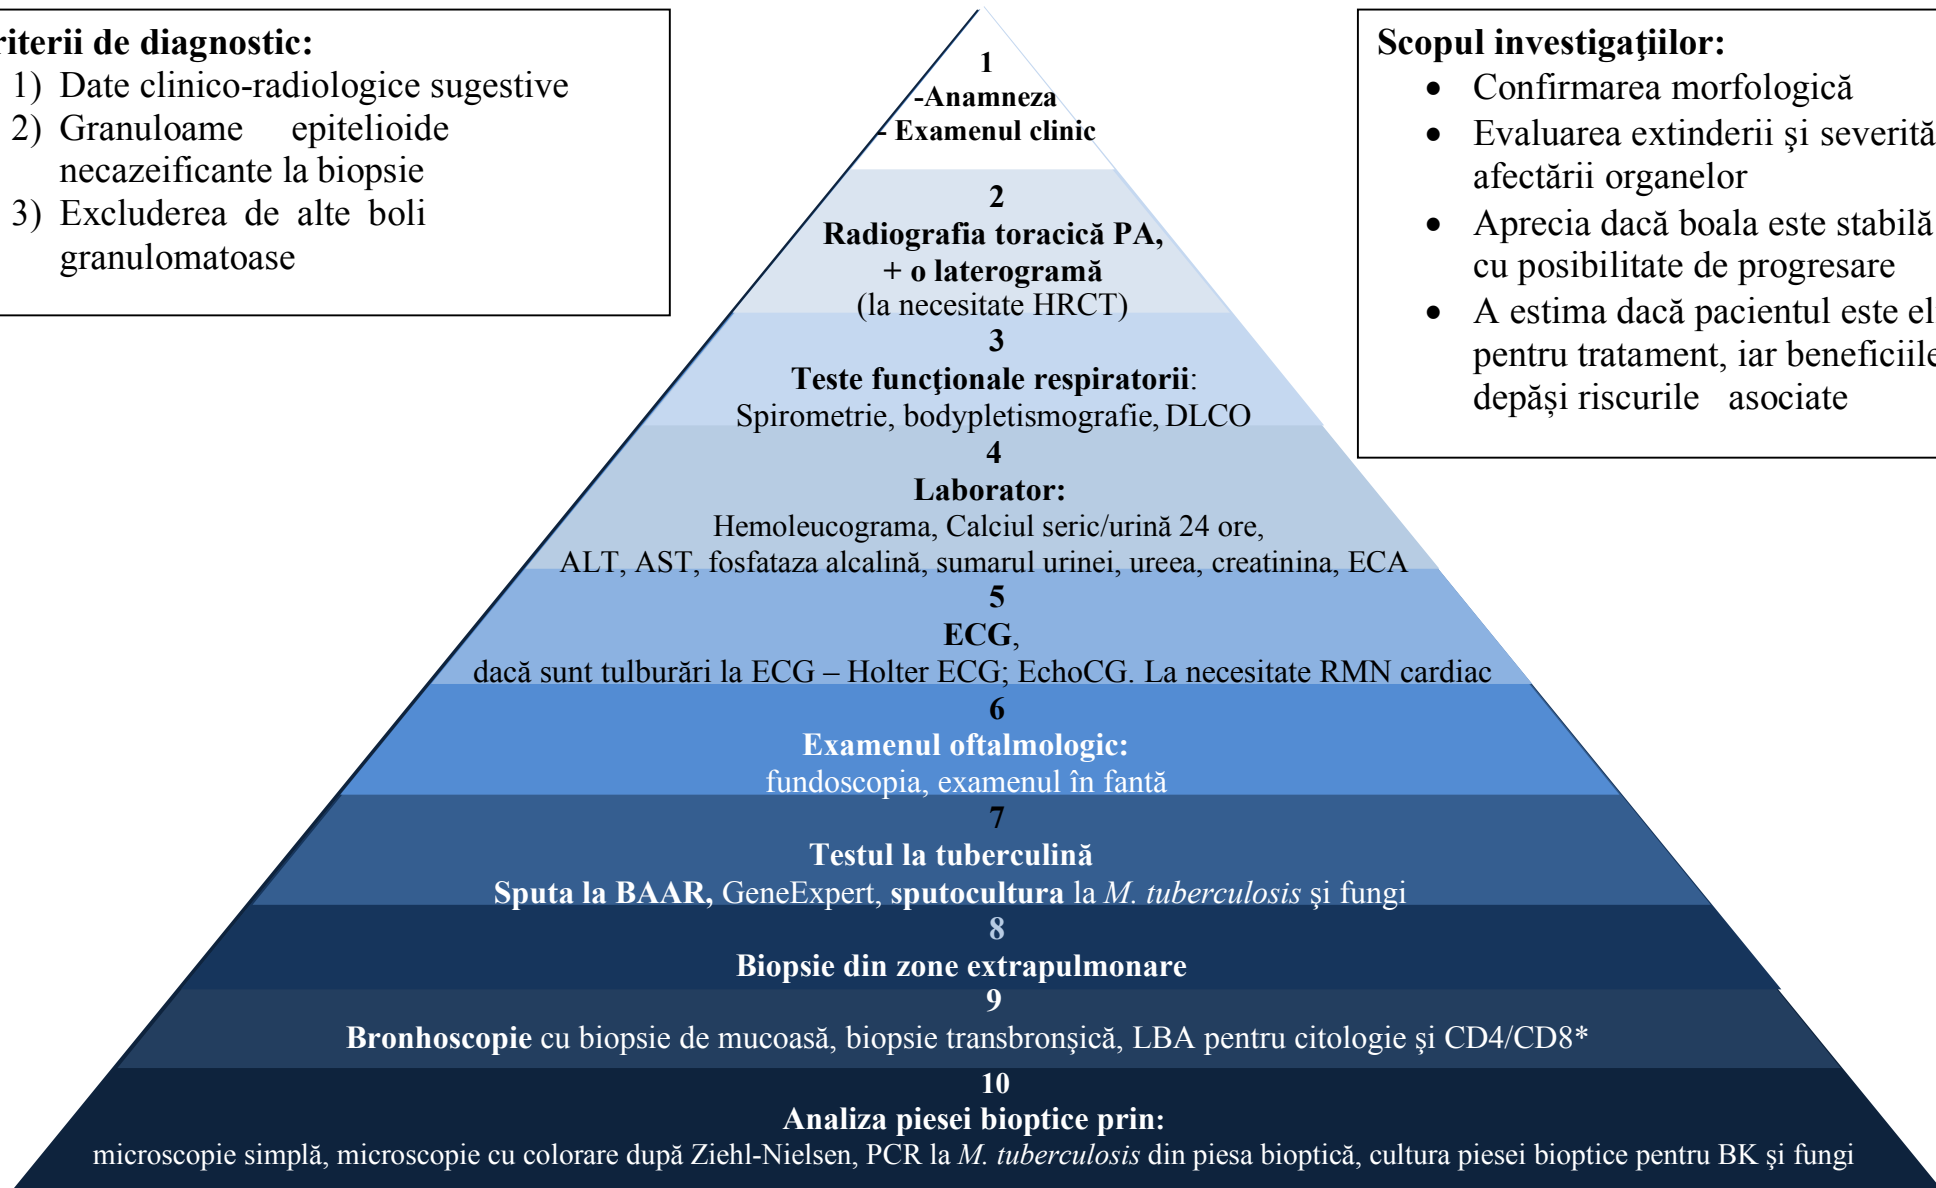 riterii de diagnostic:
1) Date clinico-radiologice sugestive
2) Granuloame epitelioide
necazeificante la biopsie
3) Excluderea de alte boli
granulomatoase
Scopul investigaţiilor:
• Confirmarea morfologică
• Evaluarea extinderii şi severită
afectării organelor
• Aprecia dacă boala este stabilă
cu posibilitate de progresare
• A estima dacă pacientul este el
pentru tratament, iar beneficiile
depăși riscurile asociate
1
-Anamneza
- Examenul clinic
2
Radiografia toracică PA,
+ o laterogramă
(la necesitate HRCT)
3
Teste funcţionale respiratorii:
Spirometrie, bodypletismografie, DLCO
4
Laborator:
Hemoleucograma, Calciul seric/urină 24 ore,
ALT, AST, fosfataza alcalină, sumarul urinei, ureea, creatinina, ECA
5
ECG,
dacă sunt tulburări la ECG – Holter ECG; EchoCG. La necesitate RMN cardiac
6
Examenul oftalmologic:
fundoscopia, examenul în fantă
7
Testul la tuberculină
Sputa la BAAR, GeneExpert, sputocultura la M. tuberculosis şi fungi
8
Biopsie din zone extrapulmonare
9
Bronhoscopie cu biopsie de mucoasă, biopsie transbronşică, LBA pentru citologie şi CD4/CD8*
10
Analiza piesei bioptice prin:
microscopie simplă, microscopie cu colorare după Ziehl-Nielsen, PCR la M. tuberculosis din piesa bioptică, cultura piesei bioptice pentru BK şi fungi